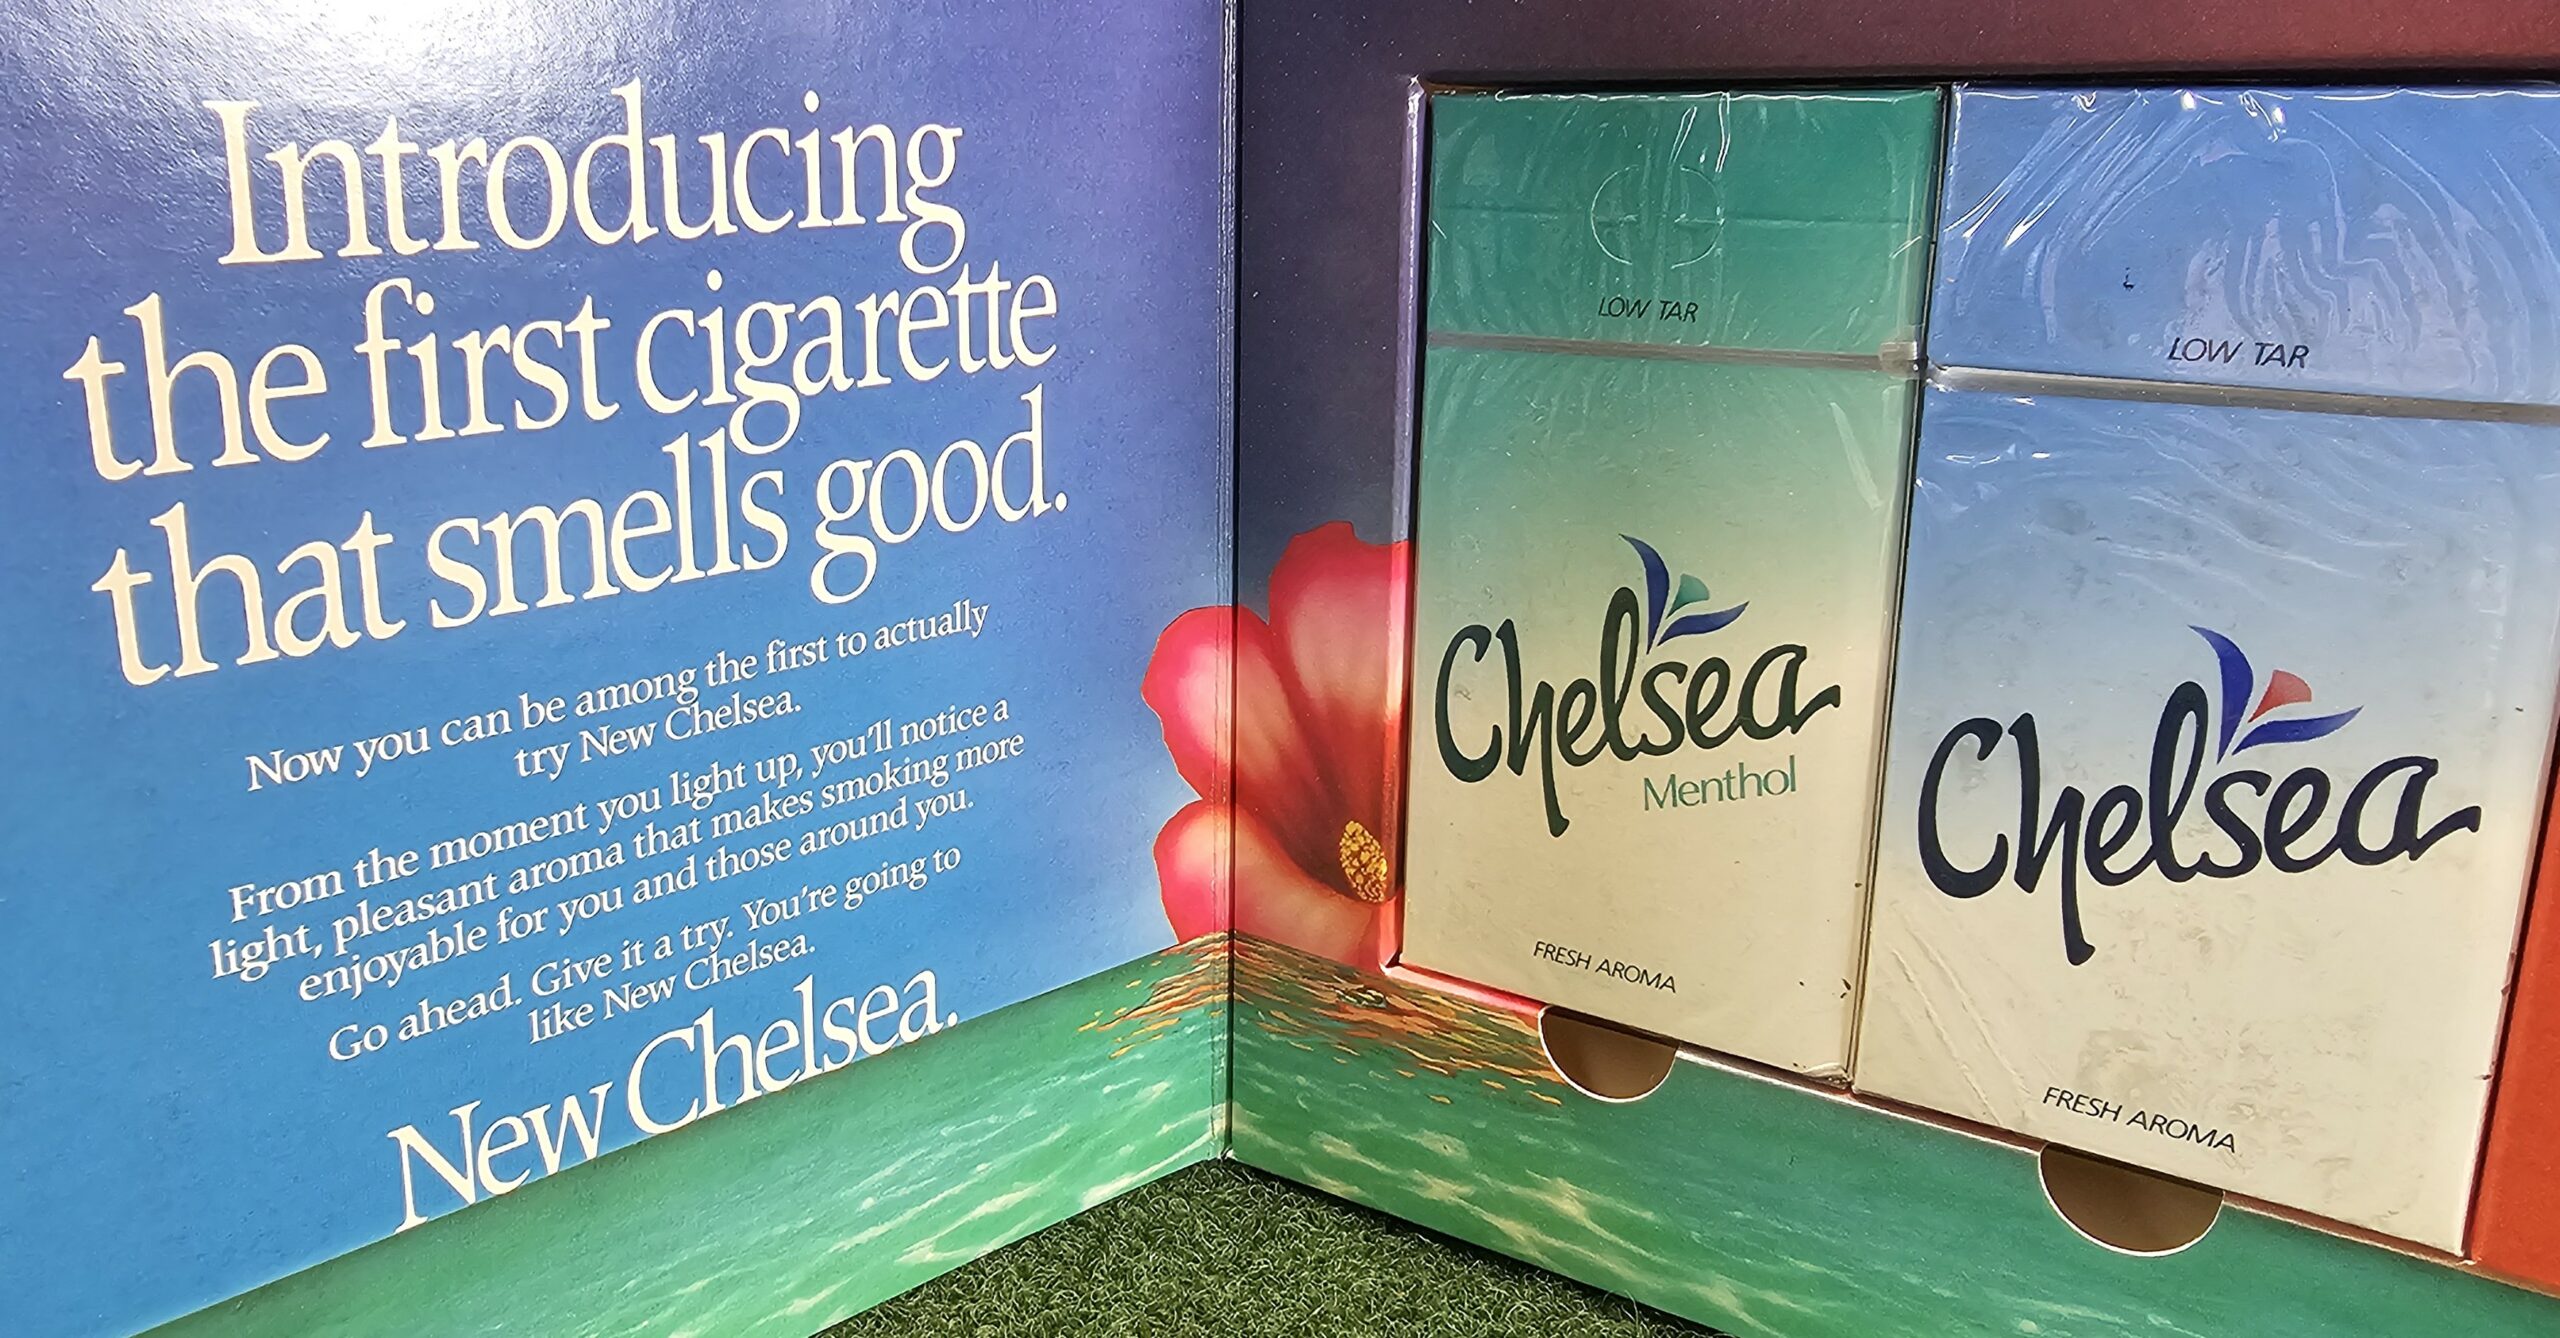 Introducing
the first cigarette
that smells good.
Now you can be among the first to actually
try New Chelsea.
From the moment you light up, you'll notice a
light, pleasant aroma that makes smoking more
enjoyable for you and those around you.
Go ahead. Give it a try. You're going to
like New Chelsea.
New Chelsea.
LOW TAR
Chelsea
Menthol
FRESH AROMA
LOW TAR
Chelsea
FRESH AROMA